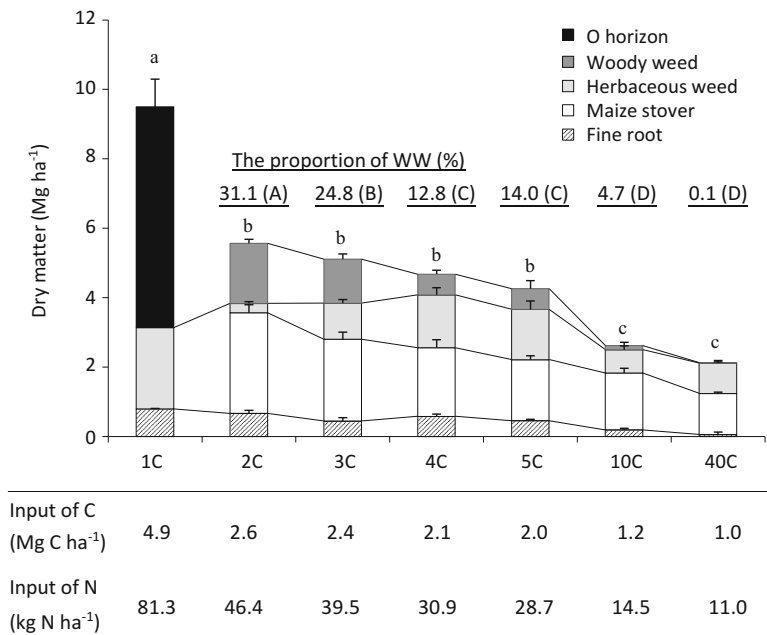 12
10
8
6
4
2
0
Dry matter (Mg ha⁻¹)
O horizon
Woody weed
Herbaceous weed
Maize stover
Fine root
The proportion of WW (%)
31.1 (A) 24.8 (B) 12.8 (C) 14.0 (C) 4.7 (D) 0.1 (D)
a b b b b c c
1C 2C 3C 4C 5C 10C 40C
Input of C
(Mg C ha⁻¹) 4.9 2.6 2.4 2.1 2.0 1.2 1.0
Input of N
(kg N ha⁻¹) 81.3 46.4 39.5 30.9 28.7 14.5 11.0